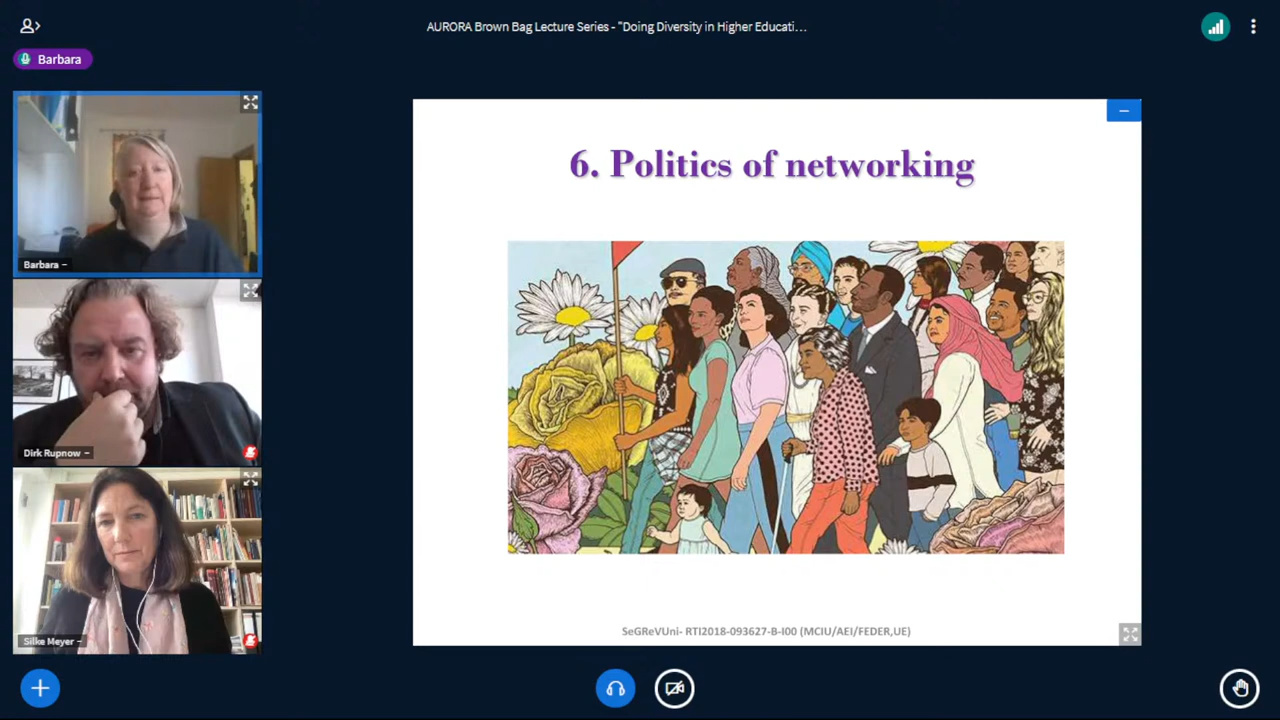 AURORA Brown Bag Lecture Series - "Doing Diversity in Higher Educati...
Barbara
Barbara –
Dirk Rupnow –
Silke Meyer –
6. Politics of networking
SeGReVUni- RTI2018-093627-B-I00 (MCIU/AEI/FEDER,UE)